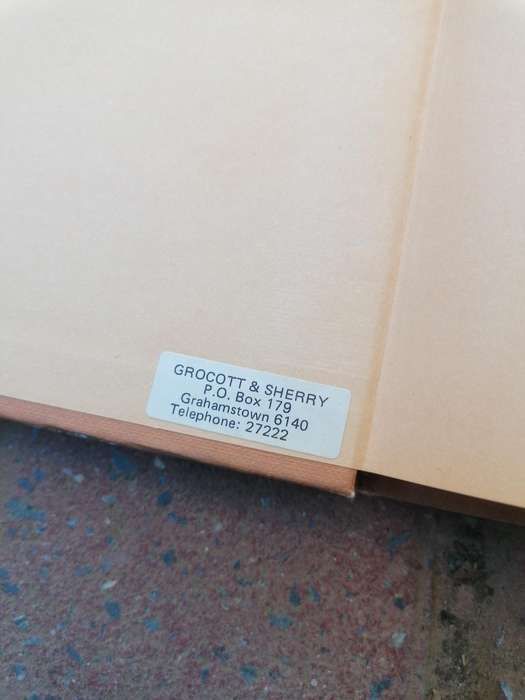 GROCOTT & SHERRY
P.O. Box 179
Grahamstown 6140
Telephone: 27222